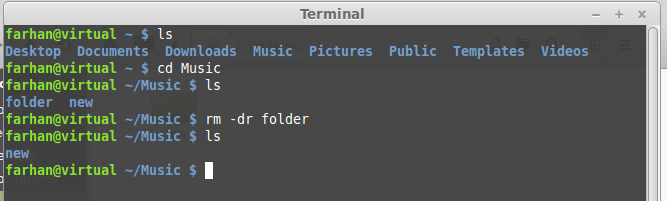 Terminal
farhan@virtual ~ $ ls
Desktop  Documents  Downloads  Music  Pictures  Public  Templates  Videos
farhan@virtual ~ $ cd Music
farhan@virtual ~/Music $ ls
folder  new
farhan@virtual ~/Music $ rm -dr folder
farhan@virtual ~/Music $ ls
new
farhan@virtual ~/Music $